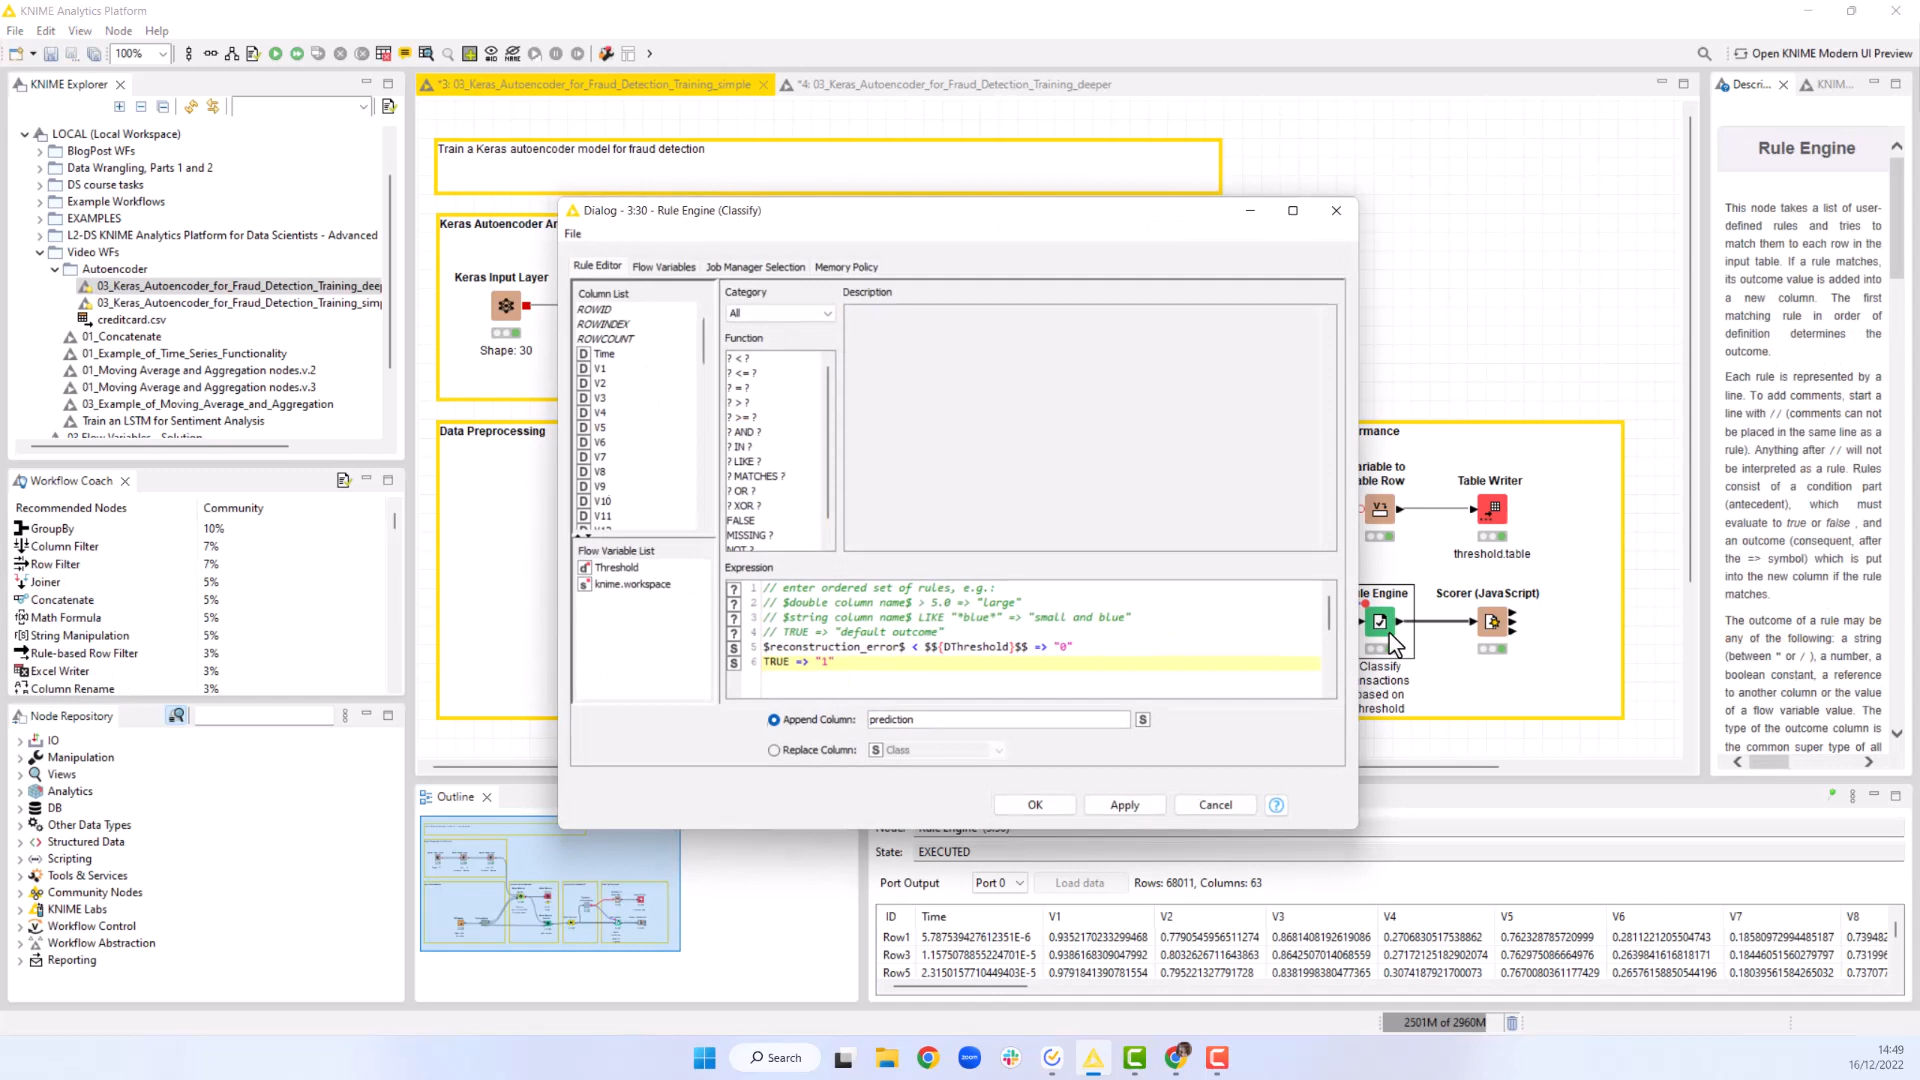 KNIME Analytics Platform
File Edit View Node Help
100%
Open KNIME Modern UI Preview
KNIME Explorer
*3: 03_Keras_Autoencoder_for_Fraud_Detection_Training_simple
*4: 03_Keras_Autoencoder_for_Fraud_Detection_Training_deeper
Descri...
KNIM...
LOCAL (Local Workspace)
BlogPost WFs
Data Wrangling, Parts 1 and 2
DS course tasks
Example Workflows
EXAMPLES
L2-DS KNIME Analytics Platform for Data Scientists - Advanced
Video WFs
Autoencoder
03_Keras_Autoencoder_for_Fraud_Detection_Training_dee
03_Keras_Autoencoder_for_Fraud_Detection_Training_sim
creditcard.csv
01_Concatenate
01_Example_of_Time_Series_Functionality
01_Moving Average and Aggregation nodes.v.2
01_Moving Average and Aggregation nodes.v.3
03_Example_of_Moving_Average_and_Aggregation
Train an LSTM for Sentiment Analysis
03 Flow Variables - Solution
Workflow Coach
Recommended Nodes Community
GroupBy 10%
Column Filter 7%
Row Filter 7%
Joiner 5%
Concatenate 5%
Math Formula 5%
String Manipulation 5%
Rule-based Row Filter 3%
Excel Writer 3%
Column Rename 3%
Node Repository
IO
Manipulation
Views
Analytics
DB
Other Data Types
Structured Data
Scripting
Tools & Services
Community Nodes
KNIME Labs
Workflow Control
Workflow Abstraction
Reporting
Train a Keras autoencoder model for fraud detection
Keras Autoencoder Ar
Keras Input Layer
Shape: 30
Data Preprocessing
Dialog - 3:30 - Rule Engine (Classify)
File
Rule Editor Flow Variables Job Manager Selection Memory Policy
Column List
ROWID
ROWINDEX
ROWCOUNT
D Time
D V1
D V2
D V3
D V4
D V5
D V6
D V7
D V8
D V9
D V10
D V11
Flow Variable List
d Threshold
s knime.workspace
Category
All
Function
? < ?
? <= ?
? = ?
? > ?
? >= ?
? AND ?
? IN ?
? LIKE ?
? MATCHES ?
? OR ?
? XOR ?
FALSE
MISSING ?
NOT ?
Description
Expression
? 1 // enter ordered set of rules, e.g.:
? 2 // $double column name$ > 5.0 => "large"
? 3 // $string column name$ LIKE "*blue*" => "small and blue"
? 4 // TRUE => "default outcome"
S 5 $reconstruction_error$ < $${DThreshold}$$ => "0"
S 6 TRUE => "1"
Append Column: prediction S
Replace Column: S Class
OK Apply Cancel ?
rmance
ariable to
ble Row
Table Writer
threshold.table
le Engine
Scorer (JavaScript)
Classify
nsactions
based on
hreshold
Rule Engine
This node takes a list of user-
defined rules and tries to
match them to each row in the
input table. If a rule matches,
its outcome value is added into
a new column. The first
matching rule in order of
definition determines the
outcome.
Each rule is represented by a
line. To add comments, start a
line with // (comments can not
be placed in the same line as a
rule). Anything after // will not
be interpreted as a rule. Rules
consist of a condition part
(antecedent), which must
evaluate to true or false , and
an outcome (consequent, after
the => symbol) which is put
into the new column if the rule
matches.
The outcome of a rule may be
any of the following: a string
(between " or / ), a number, a
boolean constant, a reference
to another column or the value
of a flow variable value. The
type of the outcome column is
the common super type of all
Outline
State: EXECUTED
Port Output Port 0 Load data Rows: 68011, Columns: 63
ID Time V1 V2 V3 V4 V5 V6 V7 V8
Row1 5.787539427612351E-6 0.9352170233299468 0.7790545956511274 0.8681408192619086 0.2706830517538862 0.762328785720999 0.2811221205504743 0.18580972994485187 0.739482
Row3 1.1575078855224701E-5 0.9386168309047992 0.8032626711643863 0.8642507014068559 0.27172125182902074 0.762975086664976 0.2639841616818171 0.18446051560279797 0.731996
Row5 2.3150157710449403E-5 0.9791841390781554 0.795221327791728 0.8381998380477365 0.3074187921700073 0.7670080361177429 0.26576158850544196 0.18039561584265032 0.737077
2501M of 2960M
Search
zoom
14:49
16/12/2022